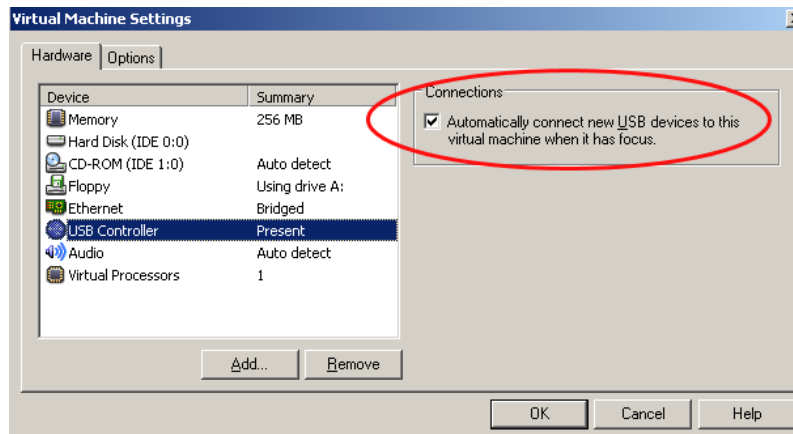 Virtual Machine Settings
Hardware Options
Device Summary
Memory 256 MB
Hard Disk (IDE 0:0)
CD-ROM (IDE 1:0) Auto detect
Floppy Using drive A:
Ethernet Bridged
USB Controller Present
Audio Auto detect
Virtual Processors 1
Add... Remove
Connections
Automatically connect new USB devices to this
virtual machine when it has focus.
OK Cancel Help